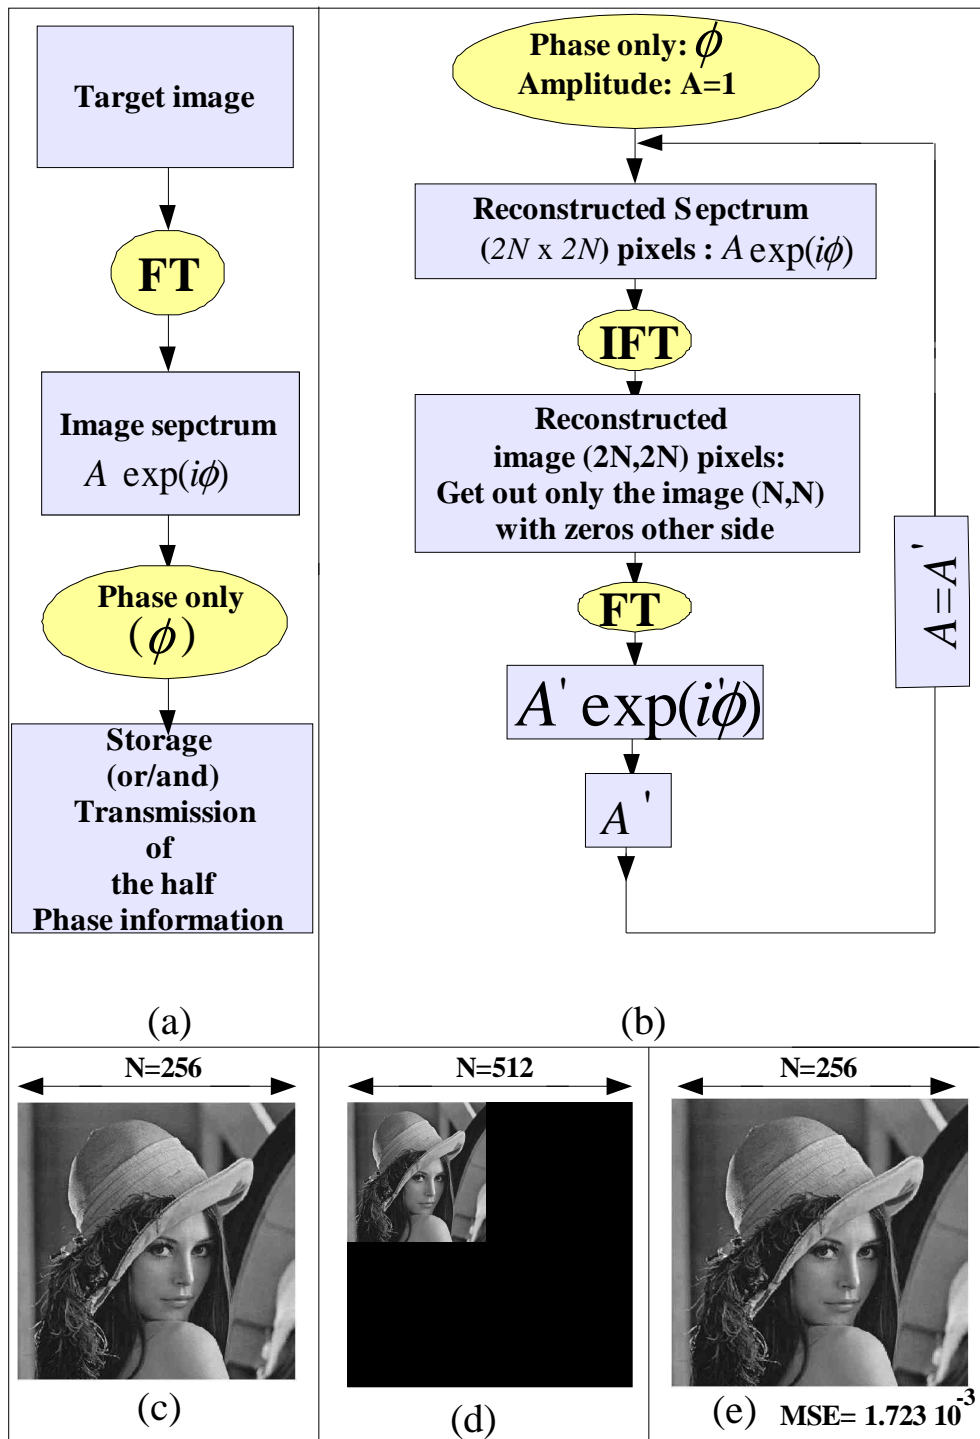 Target image
FT
Image sepctrum
A exp(iϕ)
Phase only
(ϕ)
Storage
(or/and)
Transmission
of
the half
Phase information
(a)
Phase only: ϕ
Amplitude: A=1
Reconstructed Sepctrum
(2N x 2N) pixels : A exp(iϕ)
IFT
Reconstructed
image (2N,2N) pixels:
Get out only the image (N,N)
with zeros other side
FT
A' exp(i'ϕ)
A'
A=A'
(b)
N=256
(c)
N=512
(d)
N=256
(e) MSE= 1.723 10^-3